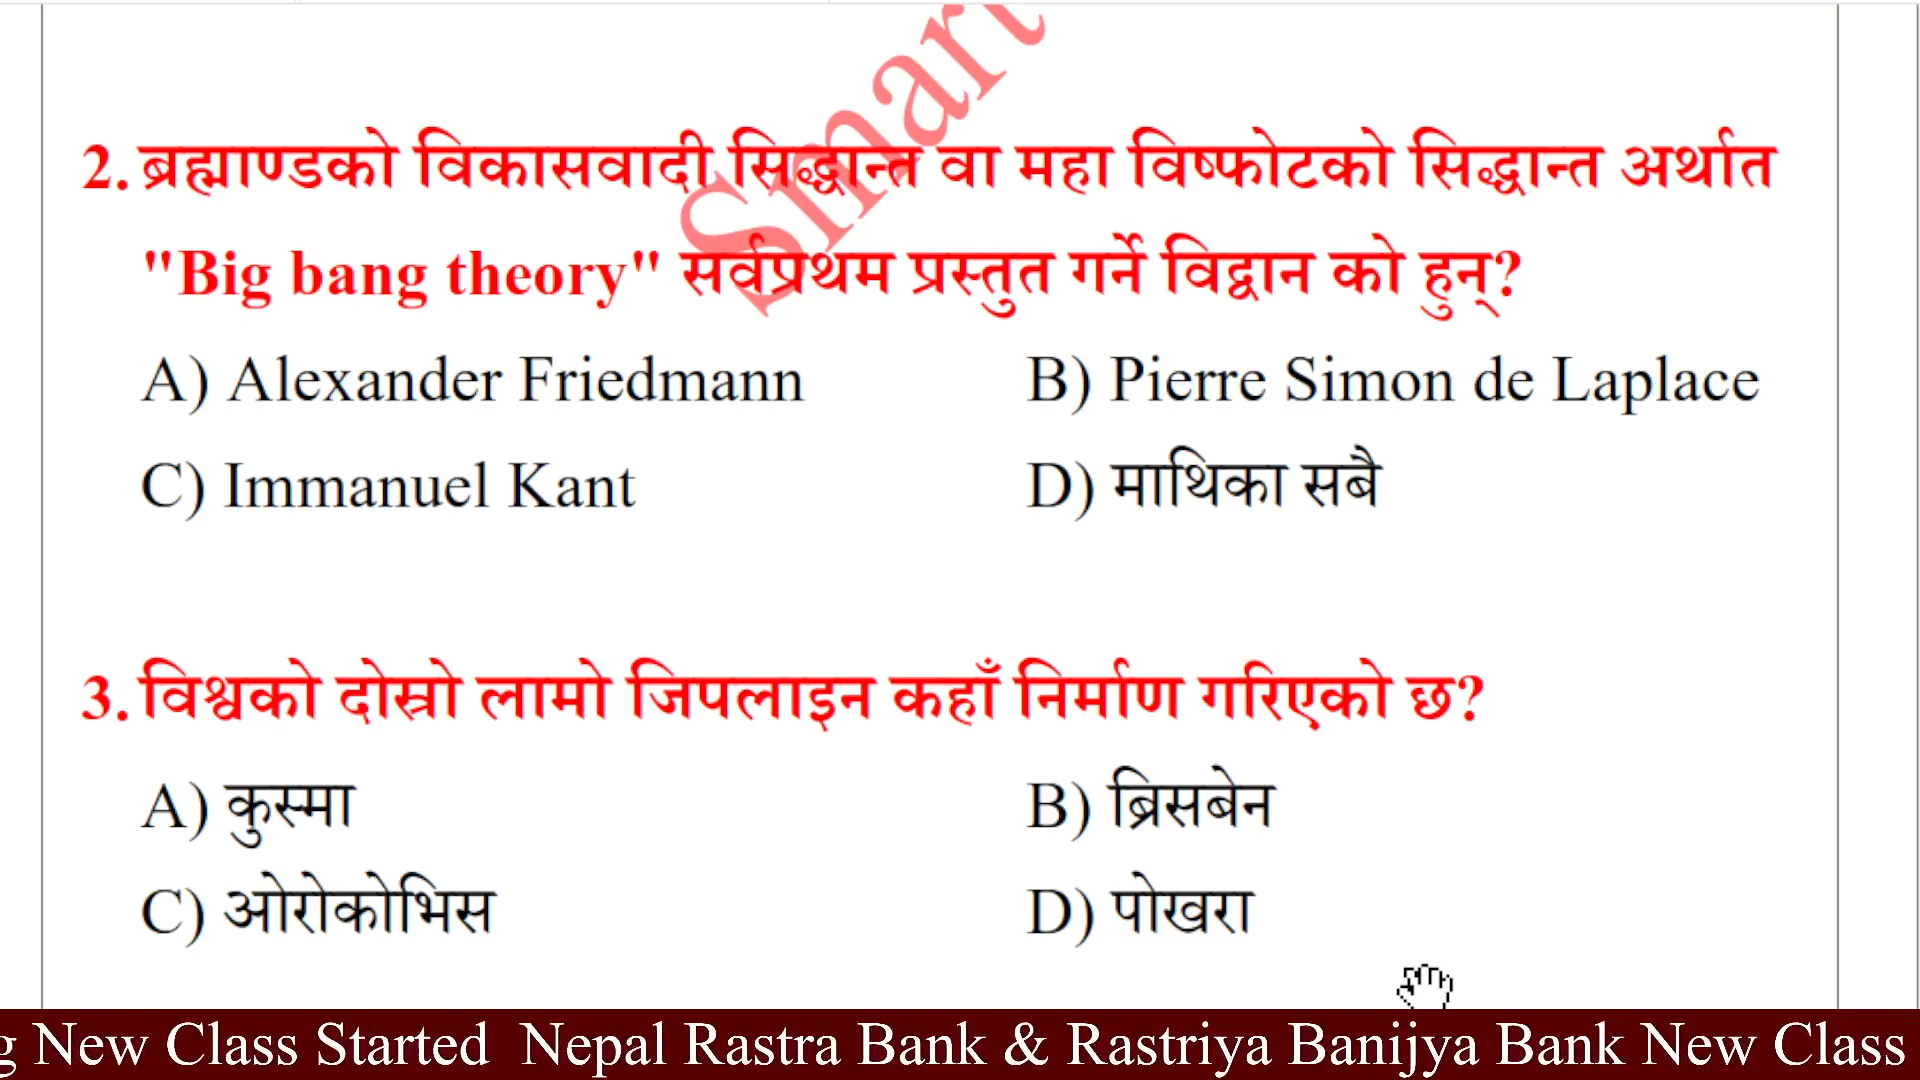 Smart
2. ब्रह्माण्डको विकासवादी सिद्धान्त वा महा विष्फोटको सिद्धान्त अर्थात
"Big bang theory" सर्वप्रथम प्रस्तुत गर्ने विद्वान को हुन्?
A) Alexander Friedmann B) Pierre Simon de Laplace
C) Immanuel Kant D) माथिका सबै
3. विश्वको दोस्रो लामो जिपलाइन कहाँ निर्माण गरिएको छ?
A) कुस्मा B) ब्रिसबेन
C) ओरोकोभिस D) पोखरा
g New Class Started Nepal Rastra Bank & Rastriya Banijya Bank New Class